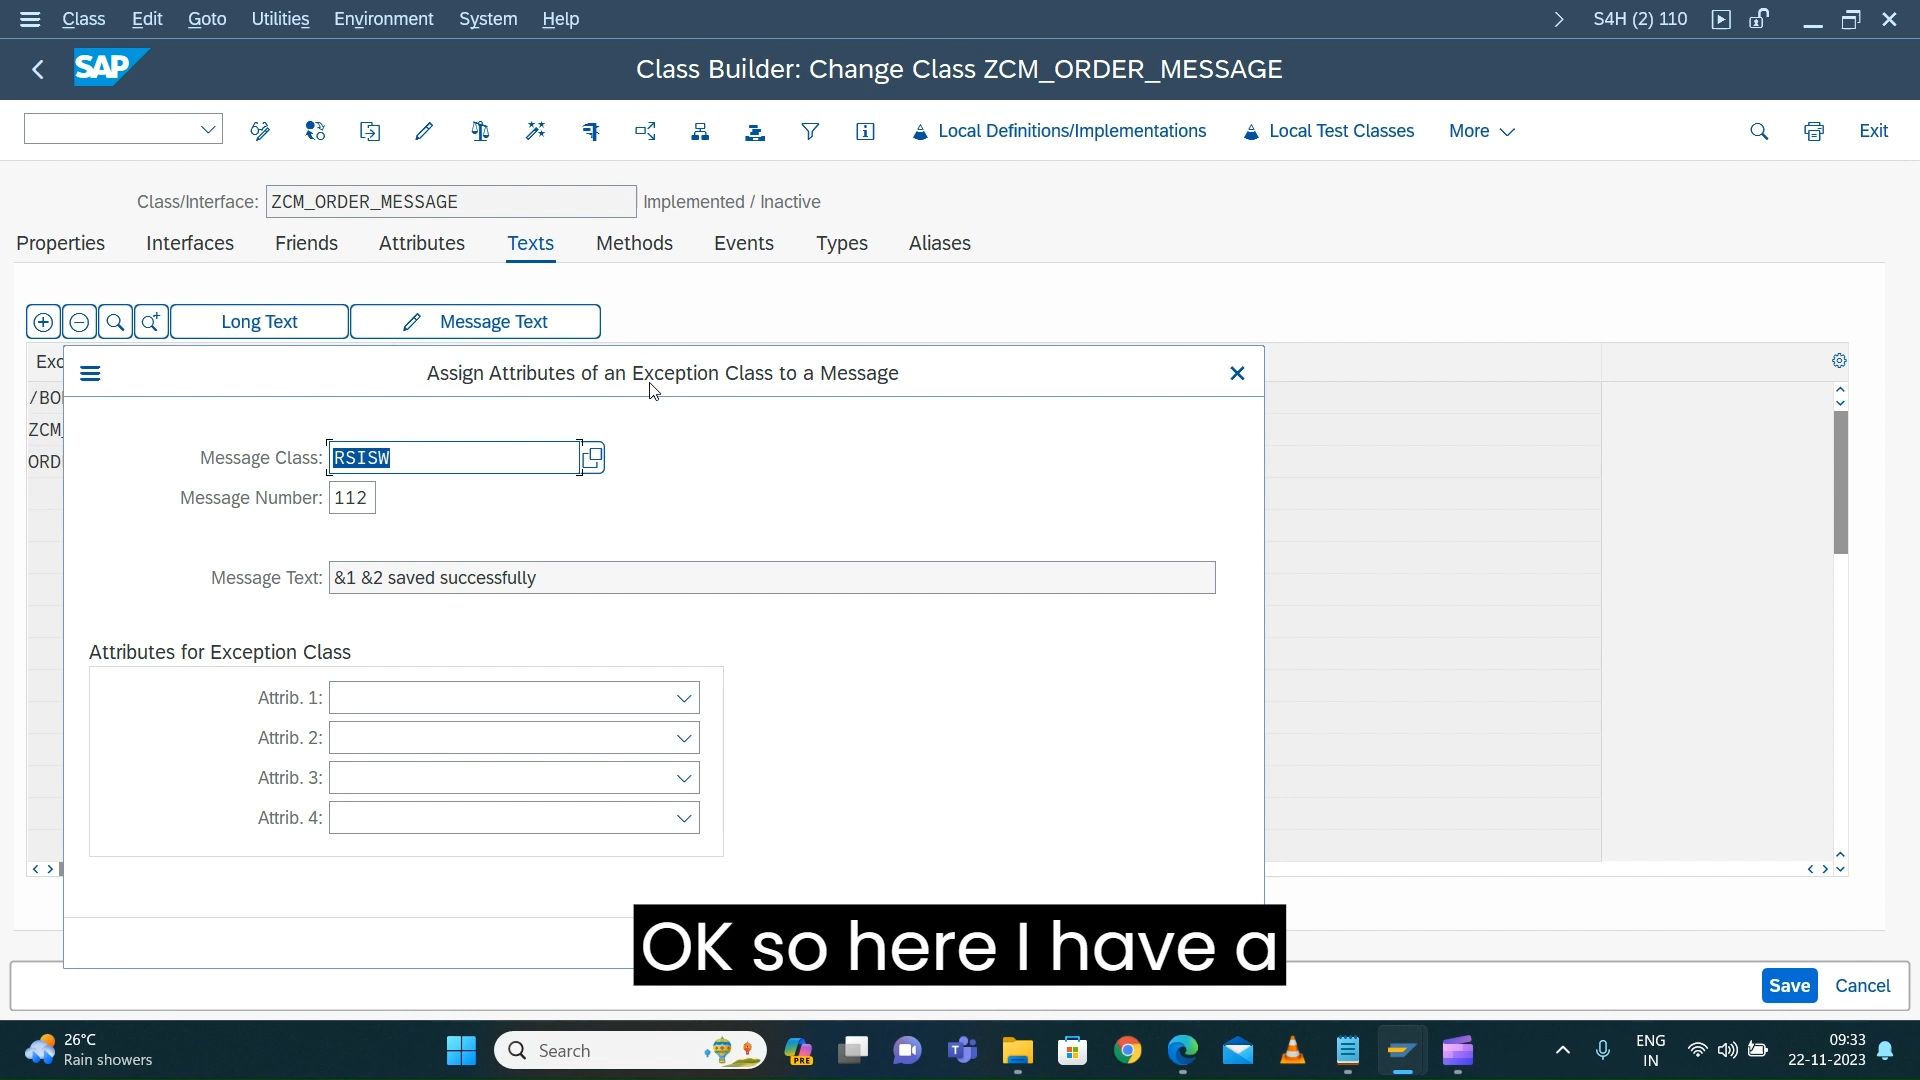 Class Edit Goto Utilities Environment System Help S4H (2) 110
SAP Class Builder: Change Class ZCM_ORDER_MESSAGE
Local Definitions/Implementations Local Test Classes More Exit
Class/Interface: ZCM_ORDER_MESSAGE Implemented / Inactive
Properties Interfaces Friends Attributes Texts Methods Events Types Aliases
Long Text Message Text
Exc
Assign Attributes of an Exception Class to a Message
/BO
ZCM_
ORD
Message Class: RSISW
Message Number: 112
Message Text: &1 &2 saved successfully
Attributes for Exception Class
Attrib. 1:
Attrib. 2:
Attrib. 3:
Attrib. 4:
OK so here I have a
Save Cancel
26°C
Rain showers
Search
PRE
ENG
IN
09:33
22-11-2023